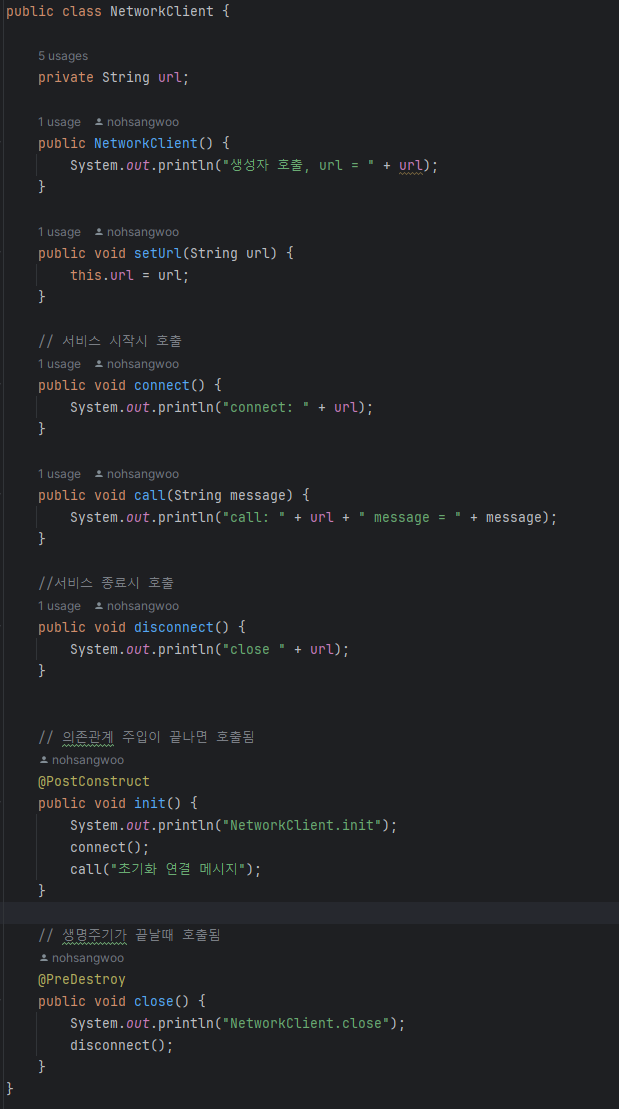 public class NetworkClient {
5 usages
private String url;
1 usage nohsangwoo
public NetworkClient() {
System.out.println("생성자 호출, url = " + url);
}
1 usage nohsangwoo
public void setUrl(String url) {
this.url = url;
}
// 서비스 시작시 호출
1 usage nohsangwoo
public void connect() {
System.out.println("connect: " + url);
}
1 usage nohsangwoo
public void call(String message) {
System.out.println("call: " + url + " message = " + message);
}
//서비스 종료시 호출
1 usage nohsangwoo
public void disconnect() {
System.out.println("close " + url);
}
// 의존관계 주입이 끝나면 호출됨
nohsangwoo
@PostConstruct
public void init() {
System.out.println("NetworkClient.init");
connect();
call("초기화 연결 메시지");
}
// 생명주기가 끝날때 호출됨
nohsangwoo
@PreDestroy
public void close() {
System.out.println("NetworkClient.close");
disconnect();
}
}